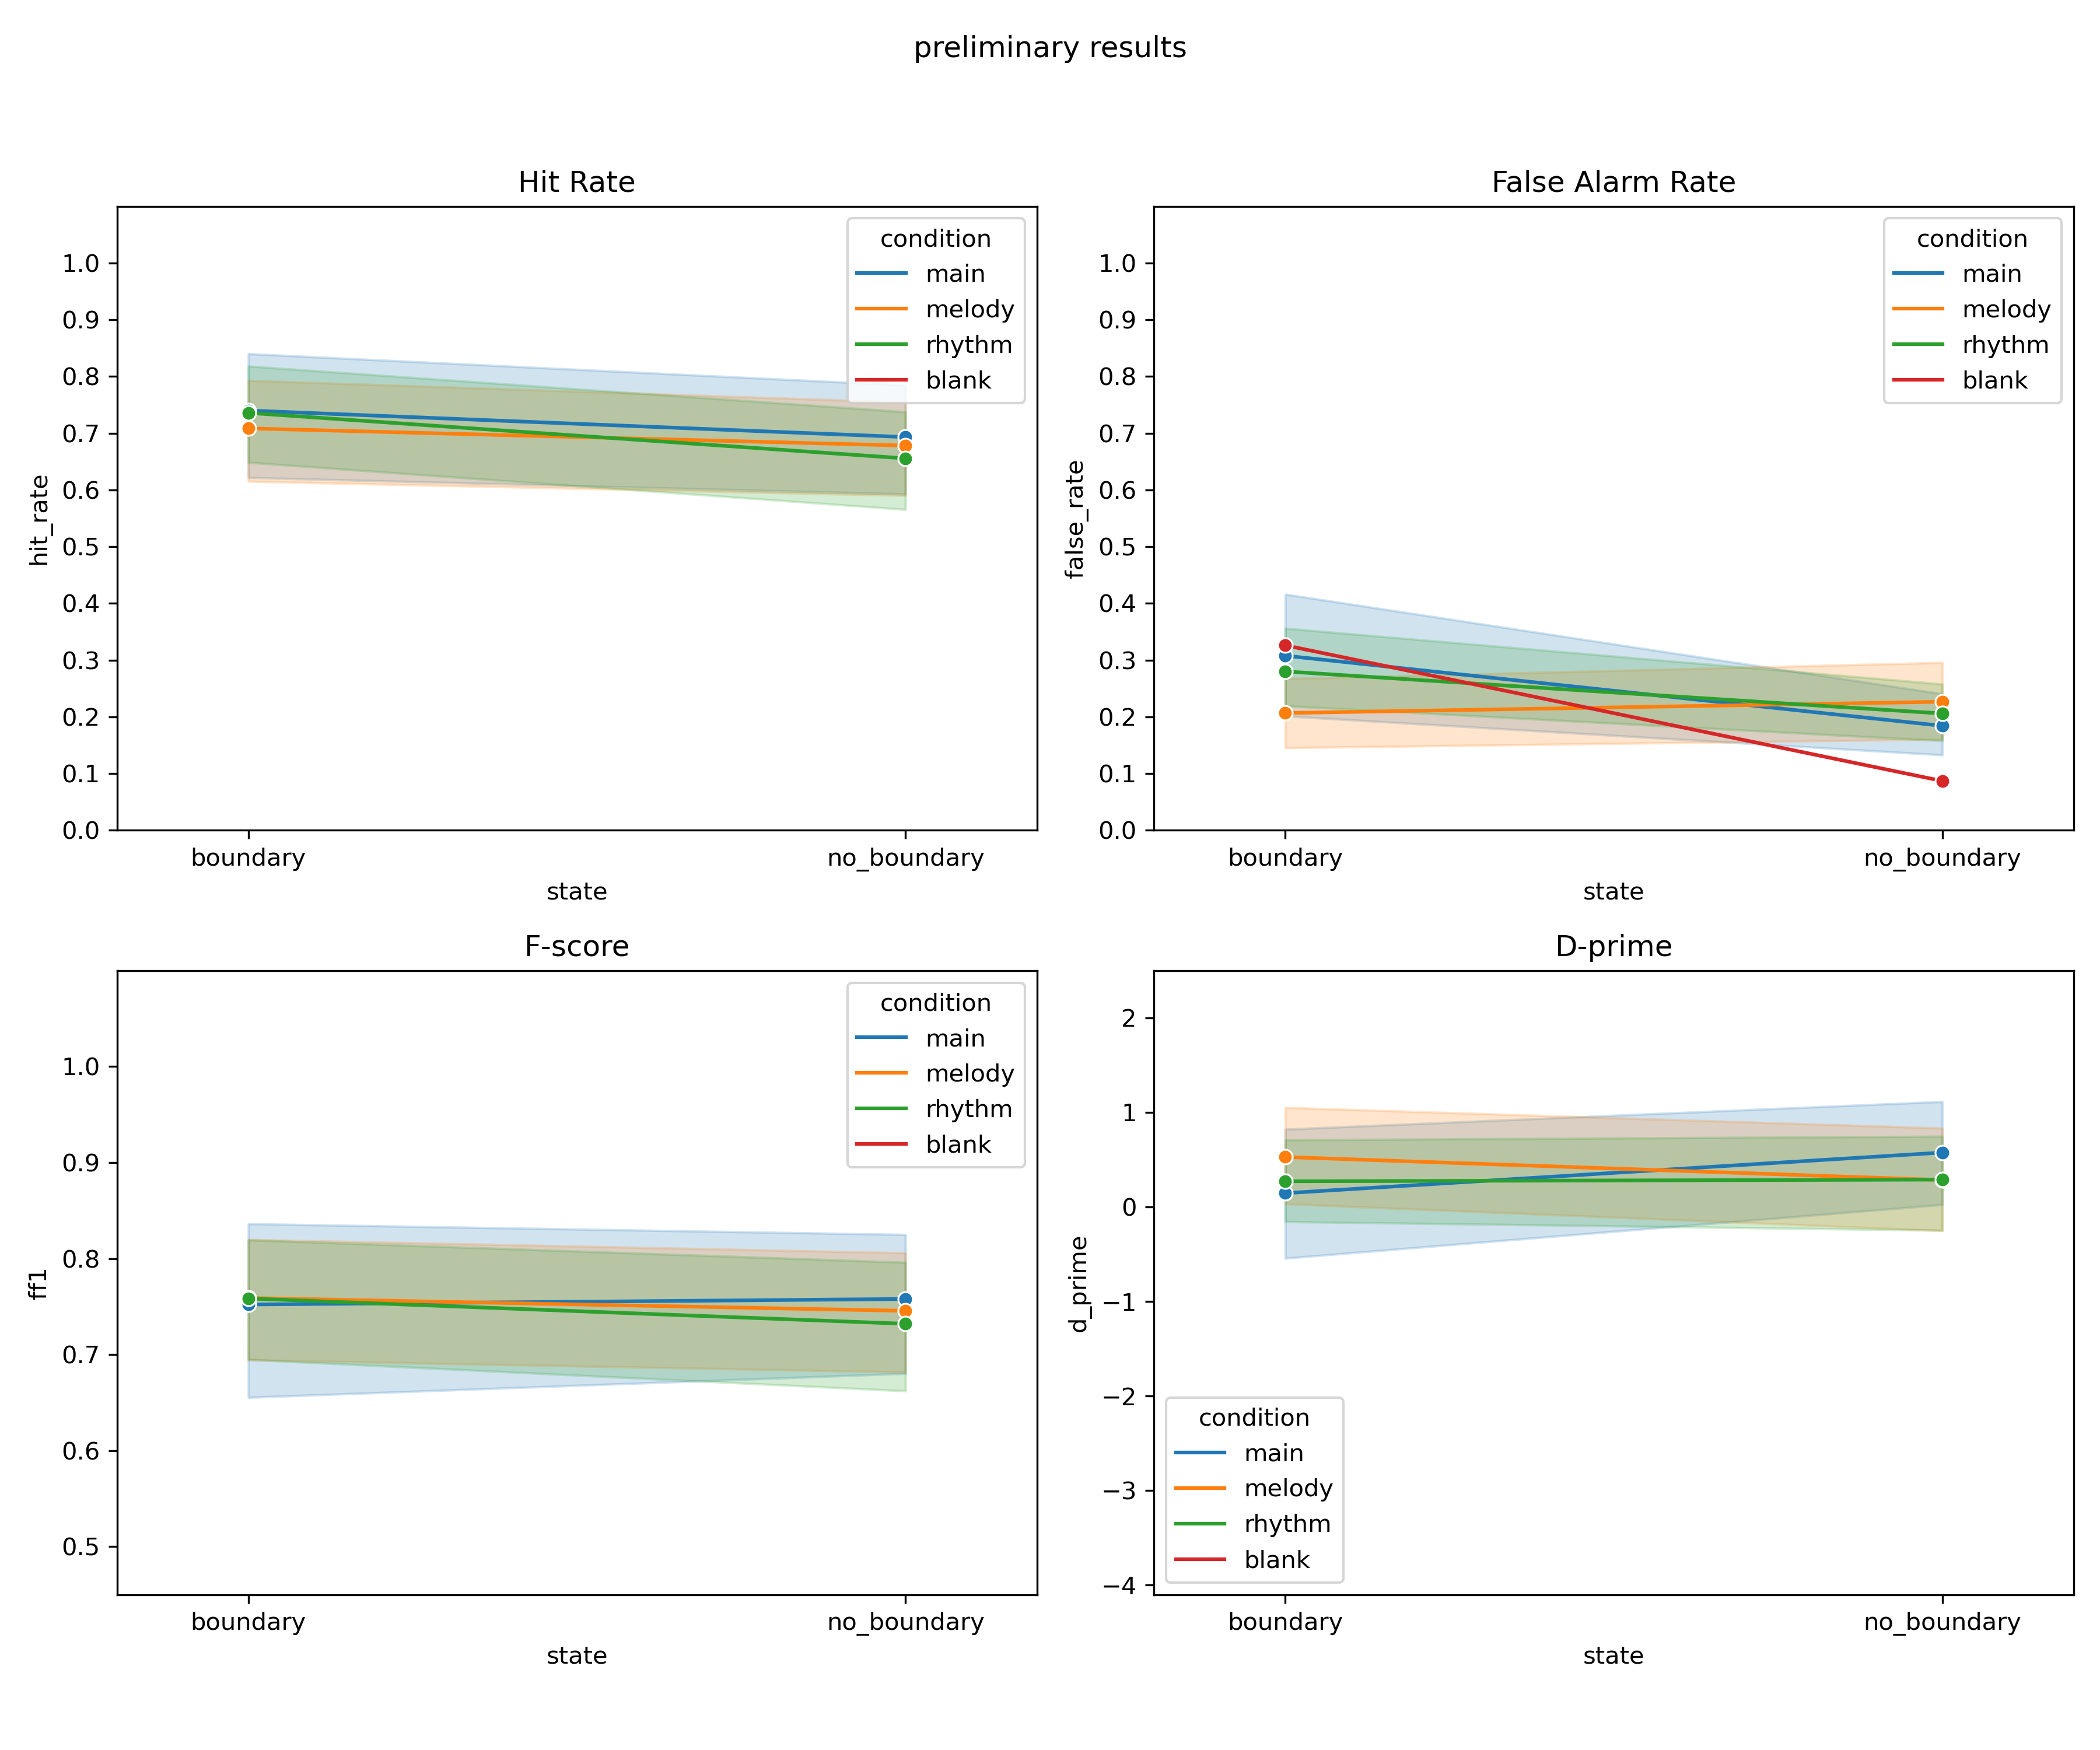 preliminary results
Hit Rate
hit_rate
1.0
0.9
0.8
0.7
0.6
0.5
0.4
0.3
0.2
0.1
0.0
condition
main
melody
rhythm
blank
boundary
no_boundary
state
False Alarm Rate
false_rate
1.0
0.9
0.8
0.7
0.6
0.5
0.4
0.3
0.2
0.1
0.0
condition
main
melody
rhythm
blank
boundary
no_boundary
state
F-score
ff1
1.0
0.9
0.8
0.7
0.6
0.5
condition
main
melody
rhythm
blank
boundary
no_boundary
state
D-prime
d_prime
2
1
0
−1
−2
−3
−4
condition
main
melody
rhythm
blank
boundary
no_boundary
state